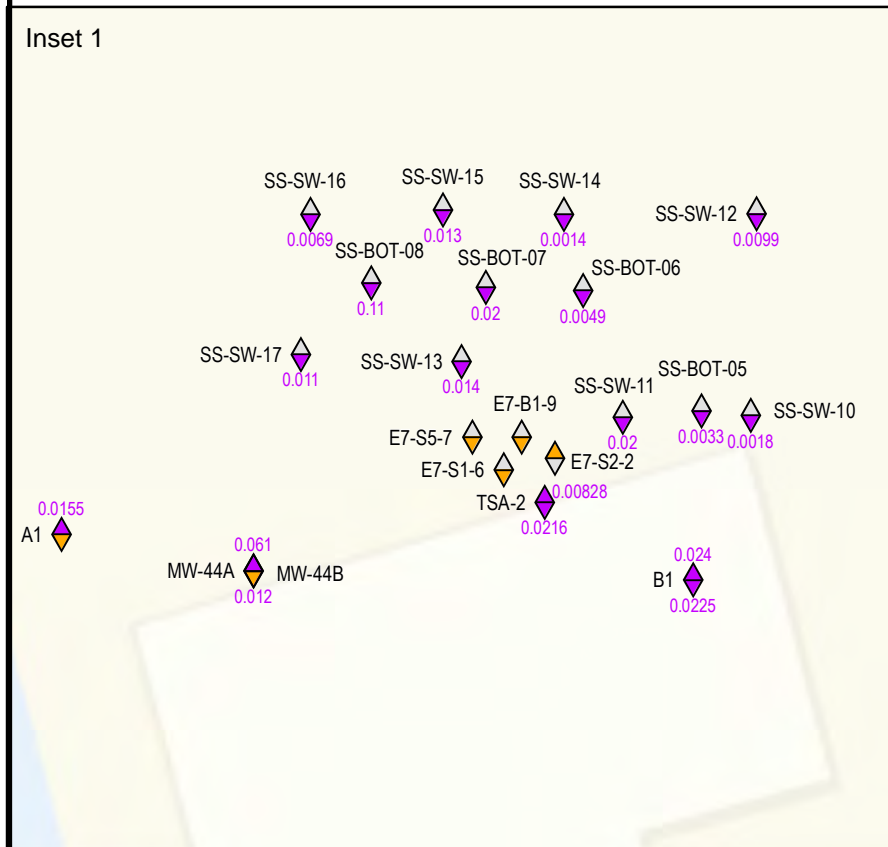 Inset 1
SS-SW-16
SS-SW-15
SS-SW-14
SS-SW-12
0.0069
0.013
0.0014
0.0099
SS-BOT-08
SS-BOT-07
SS-BOT-06
0.11
0.02
0.0049
SS-SW-17
SS-SW-13
0.011
0.014
SS-BOT-05
SS-SW-11
SS-SW-10
E7-B1-9
0.02
0.0033
0.0018
E7-S5-7
E7-S1-6
E7-S2-2
0.00828
TSA-2
0.0216
0.0155
A1
0.061
MW-44A
MW-44B
0.012
0.024
B1
0.0225